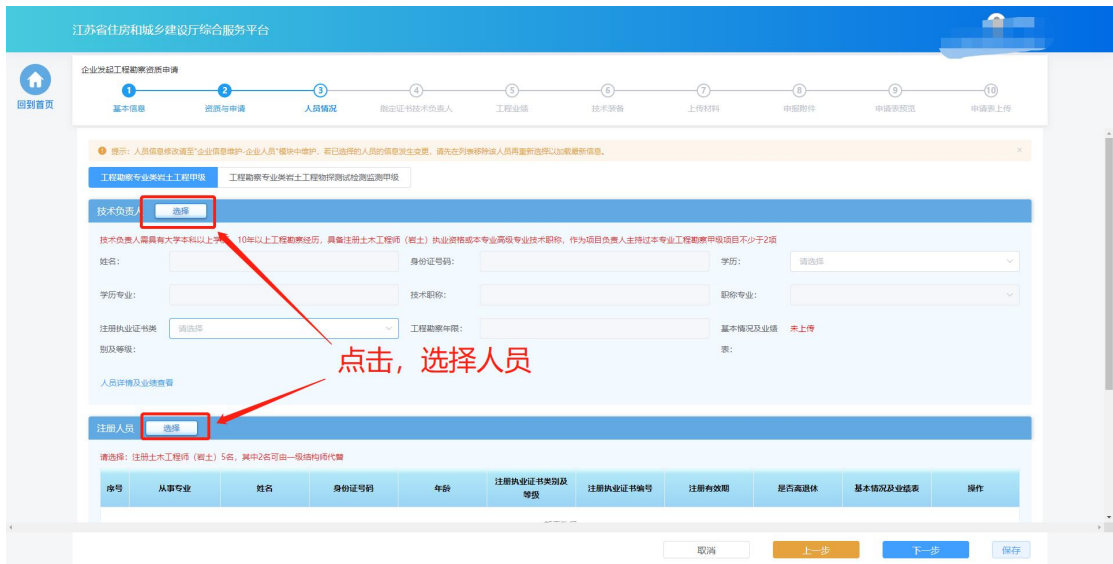 江苏省住房和城乡建设厅综合服务平台
回到首页
企业发起工程勘察资质申请
1 2 3 4 5 6 7 8 9 10
基本信息 资质与申请 人员情况 指定证书技术负责人 工程业绩 技术装备 上传材料 申报附件 申请表预览 申请表上传
提示：人员信息修改请至"企业信息维护-企业人员"模块中维护，若已选择的人员的信息发生变更，请先在列表移除该人员再重新选择以加载最新信息。 ×
工程勘察专业类岩土工程甲级 工程勘察专业类岩土工程物探测试检测监测甲级
技术负责人 选择
技术负责人需具有大学本科以上学历，10年以上工程勘察经历，具备注册土木工程师（岩土）执业资格或本专业高级专业技术职称，作为项目负责人主持过本专业工程勘察甲级项目不少于2项
姓名： 身份证号码： 学历： 请选择
学历专业： 技术职称： 职称专业：
注册执业证书类 请选择 工程勘察年限： 基本情况及业绩 未上传
别及等级： 表：
点击，选择人员
人员详情及业绩查看
注册人员 选择
请选择：注册土木工程师（岩土）5名，其中2名可由一级结构师代替
序号 从事专业 姓名 身份证号码 年龄 注册执业证书类别及 注册执业证书编号 注册有效期 是否离退休 基本情况及业绩表 操作
等级
取消 上一步 下一步 保存